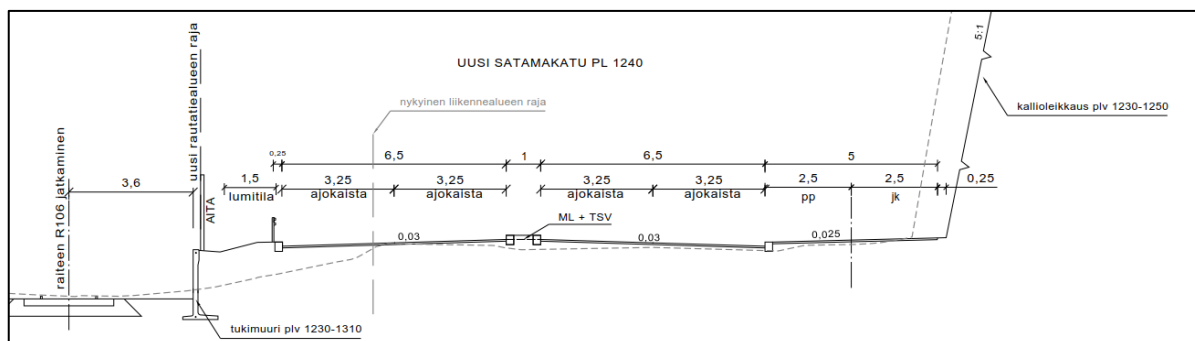 5:1
UUSI SATAMAKATU PL 1240
uusi rautatiealueen raja
nykyinen liikennealueen raja
kallioleikkaus plv 1230-1250
raiteen R106 jatkaminen
0,25
6,5
1
6,5
5
3,6
1,5
3,25
3,25
3,25
3,25
2,5
2,5
0,25
lumitila
ajokaista
ajokaista
ajokaista
ajokaista
pp
jk
AITA
ML + TSV
0,03
0,03
0,025
tukimuuri plv 1230-1310